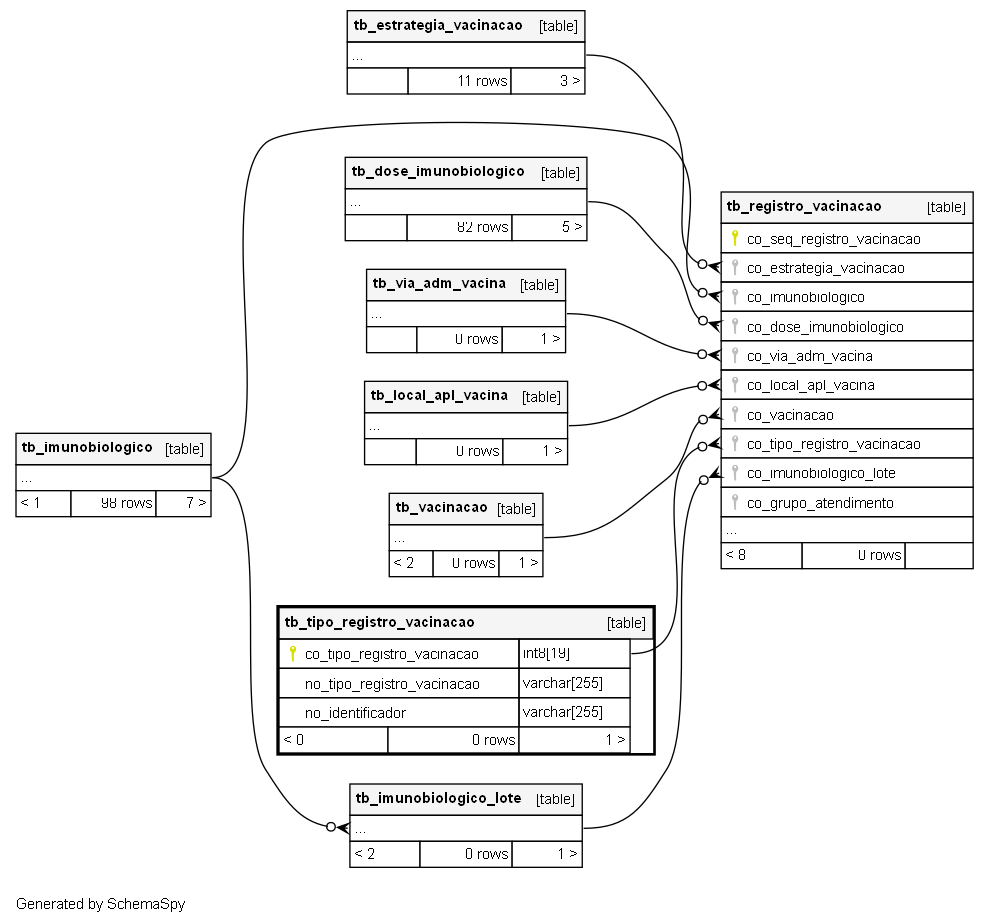 tb_estrategia_vacinacao [table]
...
11 rows 3 >
tb_dose_imunobiologico [table]
...
82 rows 5 >
tb_via_adm_vacina [table]
...
0 rows 1 >
tb_local_apl_vacina [table]
...
0 rows 1 >
tb_imunobiologico [table]
...
< 1 98 rows 7 >
tb_vacinacao [table]
...
< 2 0 rows 1 >
tb_tipo_registro_vacinacao [table]
co_tipo_registro_vacinacao int8[19]
no_tipo_registro_vacinacao varchar[255]
no_identificador varchar[255]
< 0 0 rows 1 >
tb_imunobiologico_lote [table]
...
< 2 0 rows 1 >
tb_registro_vacinacao [table]
co_seq_registro_vacinacao
co_estrategia_vacinacao
co_imunobiologico
co_dose_imunobiologico
co_via_adm_vacina
co_local_apl_vacina
co_vacinacao
co_tipo_registro_vacinacao
co_imunobiologico_lote
co_grupo_atendimento
...
< 8 0 rows
Generated by SchemaSpy